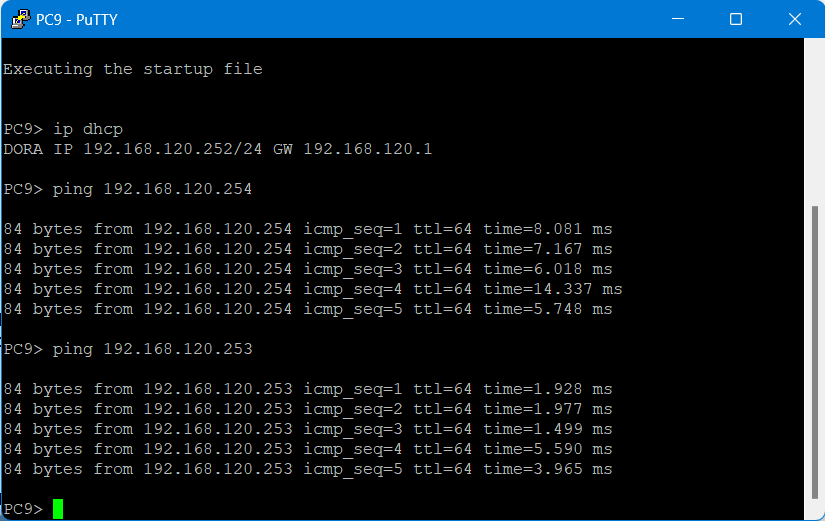 PC9 - PuTTY
Executing the startup file
PC9> ip dhcp
DORA IP 192.168.120.252/24 GW 192.168.120.1
PC9> ping 192.168.120.254
84 bytes from 192.168.120.254 icmp_seq=1 ttl=64 time=8.081 ms
84 bytes from 192.168.120.254 icmp_seq=2 ttl=64 time=7.167 ms
84 bytes from 192.168.120.254 icmp_seq=3 ttl=64 time=6.018 ms
84 bytes from 192.168.120.254 icmp_seq=4 ttl=64 time=14.337 ms
84 bytes from 192.168.120.254 icmp_seq=5 ttl=64 time=5.748 ms
PC9> ping 192.168.120.253
84 bytes from 192.168.120.253 icmp_seq=1 ttl=64 time=1.928 ms
84 bytes from 192.168.120.253 icmp_seq=2 ttl=64 time=1.977 ms
84 bytes from 192.168.120.253 icmp_seq=3 ttl=64 time=1.499 ms
84 bytes from 192.168.120.253 icmp_seq=4 ttl=64 time=5.590 ms
84 bytes from 192.168.120.253 icmp_seq=5 ttl=64 time=3.965 ms
PC9>